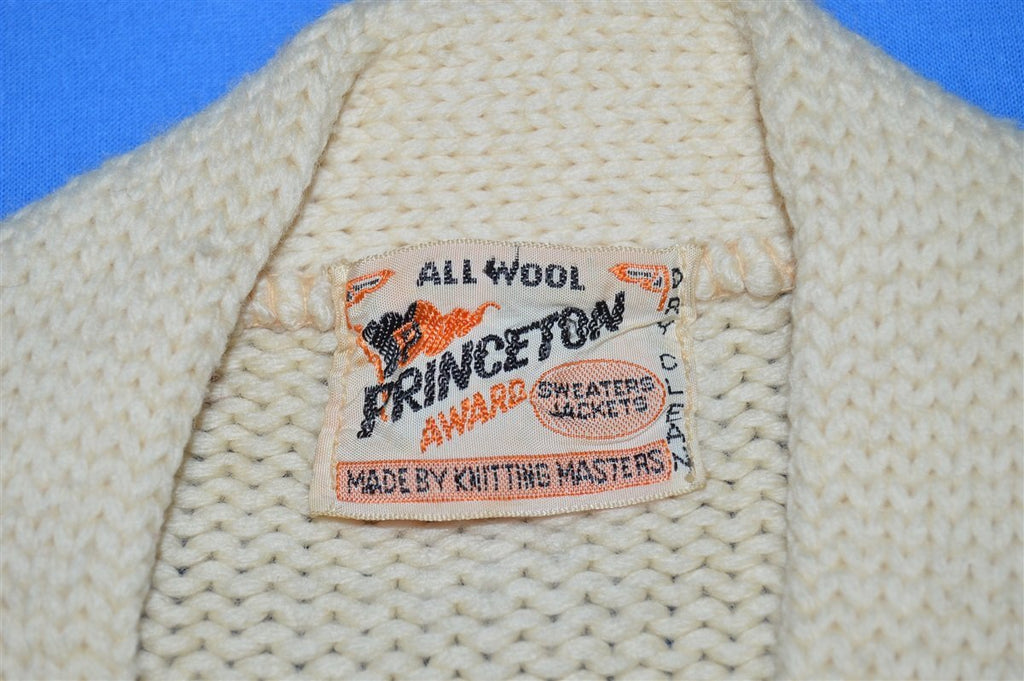 ALL WOOL
PRINCETON
AWARD
SWEATERS
JACKETS
MADE BY KNITTING MASTERS
DRY CLEAN